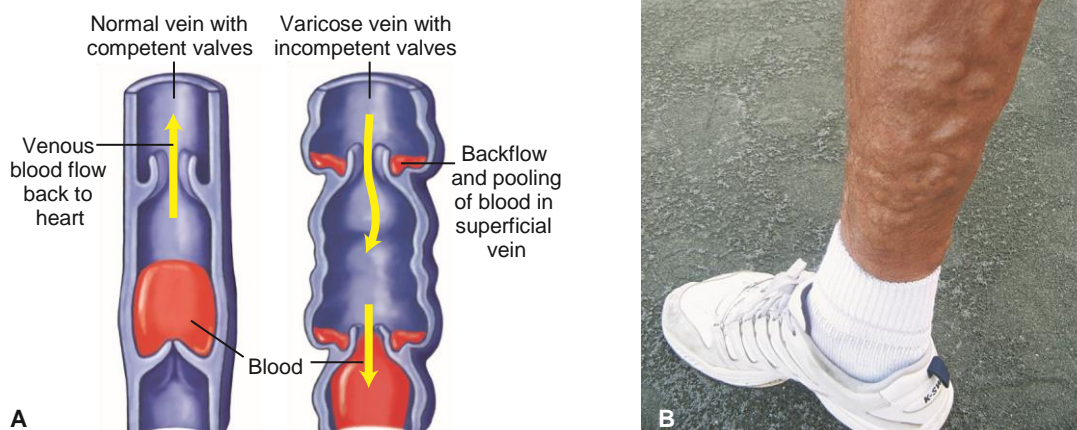 Normal vein with
competent valves
Varicose vein with
incompetent valves
Venous
blood flow
back to
heart
Backflow
and pooling
of blood in
superficial
vein
Blood
A
B